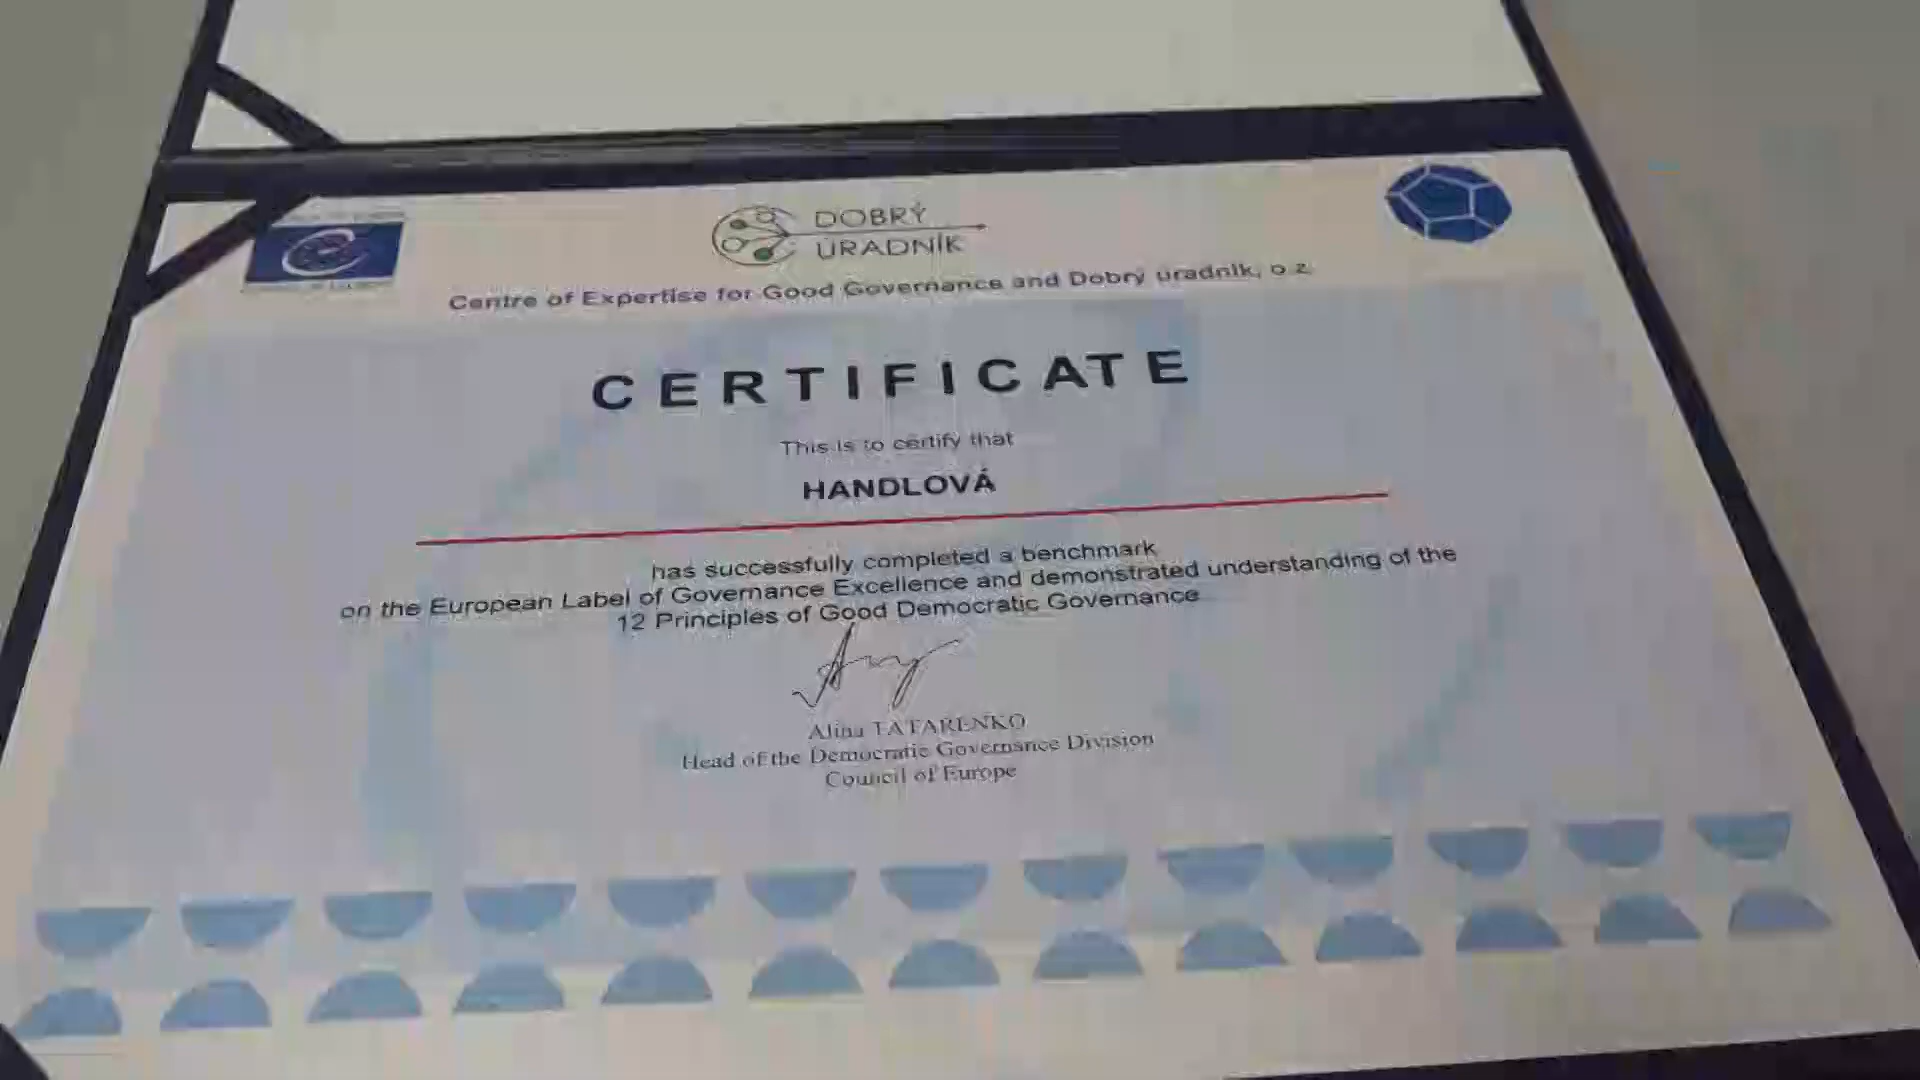 DOBRÝ
ÚRADNÍK
Centre of Expertise for Good Governance and Dobrý úradník, o.z.
CERTIFICATE
This is to certify that
HANDLOVÁ
has successfully completed a benchmark
on the European Label of Governance Excellence and demonstrated understanding of the
12 Principles of Good Democratic Governance
Alina TATARENKO
Head of the Democratic Governance Division
Council of Europe